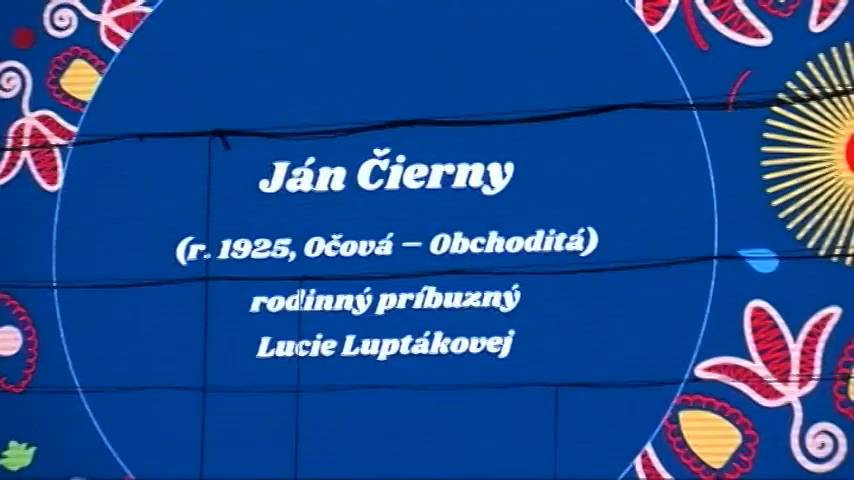 Ján Čierny
(r. 1925, Očová – Obchoditá)
rodinný príbuzný
Lucie Luptákovej